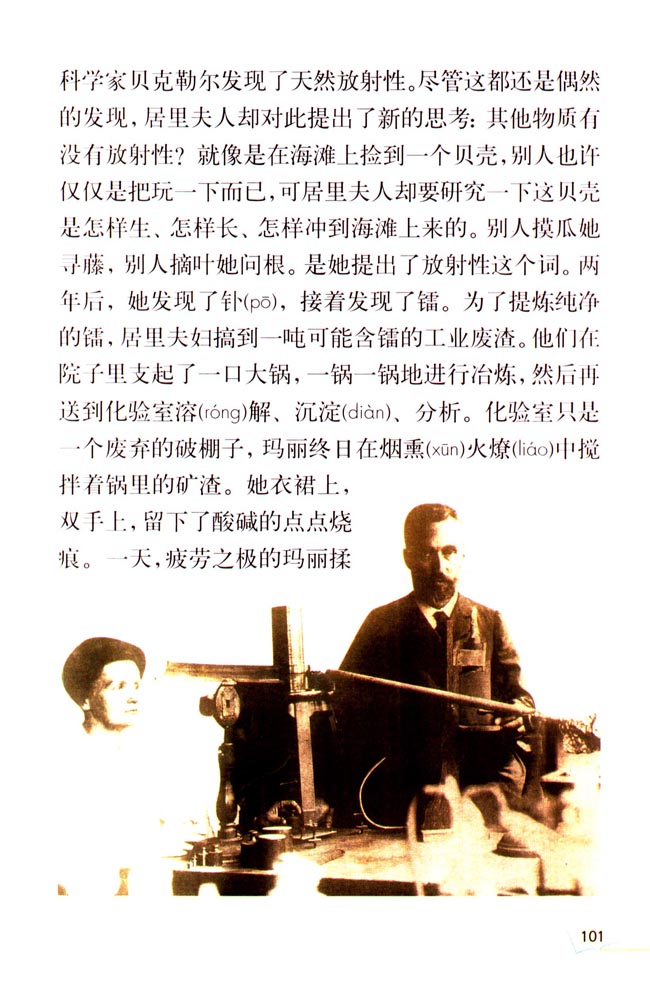 科学家贝克勒尔发现了天然放射性。尽管这都还是偶然
的发现，居里夫人却对此提出了新的思考：其他物质有
没有放射性？就像是在海滩上捡到一个贝壳，别人也许
仅仅是把玩一下而已，可居里夫人却要研究一下这贝壳
是怎样生、怎样长、怎样冲到海滩上来的。别人摸瓜她
寻藤，别人摘叶她问根。是她提出了放射性这个词。两
年后，她发现了钋(pō)，接着发现了镭。为了提炼纯净
的镭，居里夫妇搞到一吨可能含镭的工业废渣。他们在
院子里支起了一口大锅，一锅一锅地进行冶炼，然后再
送到化验室溶(róng)解、沉淀(diàn)、分析。化验室只是
一个废弃的破棚子，玛丽终日在烟熏(xūn)火燎(liáo)中搅
拌着锅里的矿渣。她衣裙上，
双手上，留下了酸碱的点点烧
痕。一天，疲劳之极的玛丽揉
101